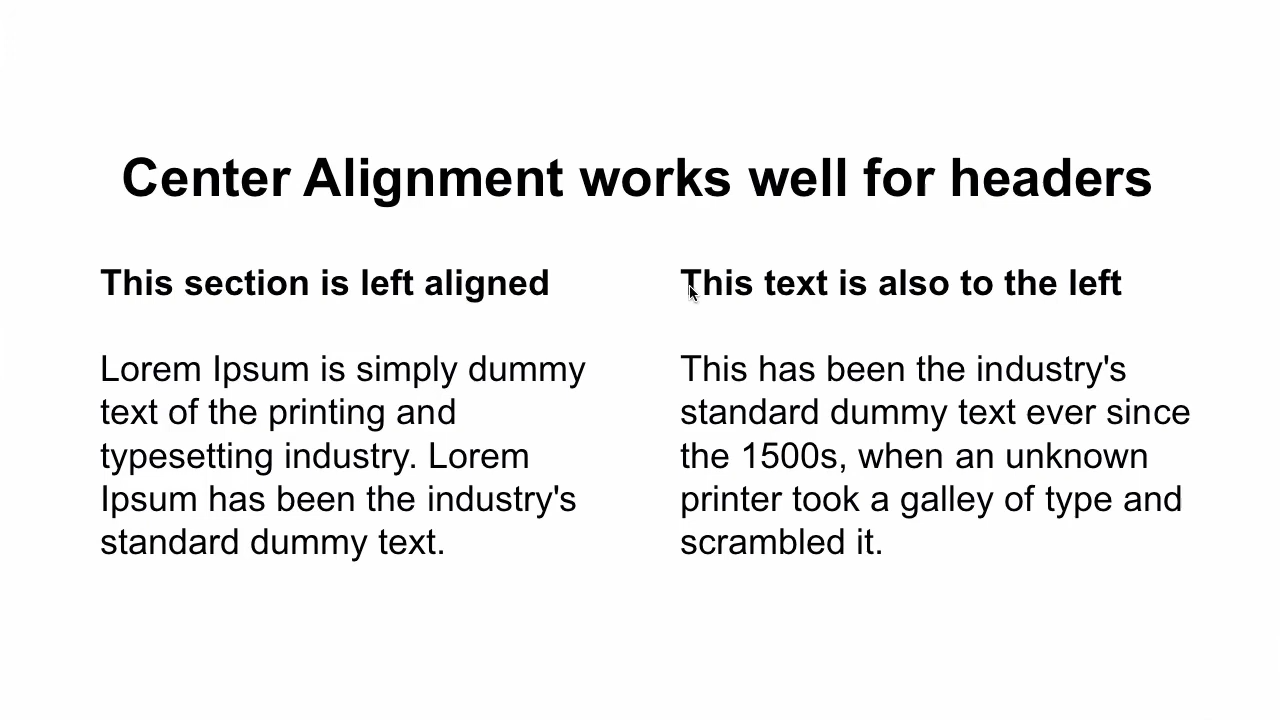 Center Alignment works well for headers
This section is left aligned
Lorem Ipsum is simply dummy
text of the printing and
typesetting industry. Lorem
Ipsum has been the industry's
standard dummy text.
This text is also to the left
This has been the industry's
standard dummy text ever since
the 1500s, when an unknown
printer took a galley of type and
scrambled it.